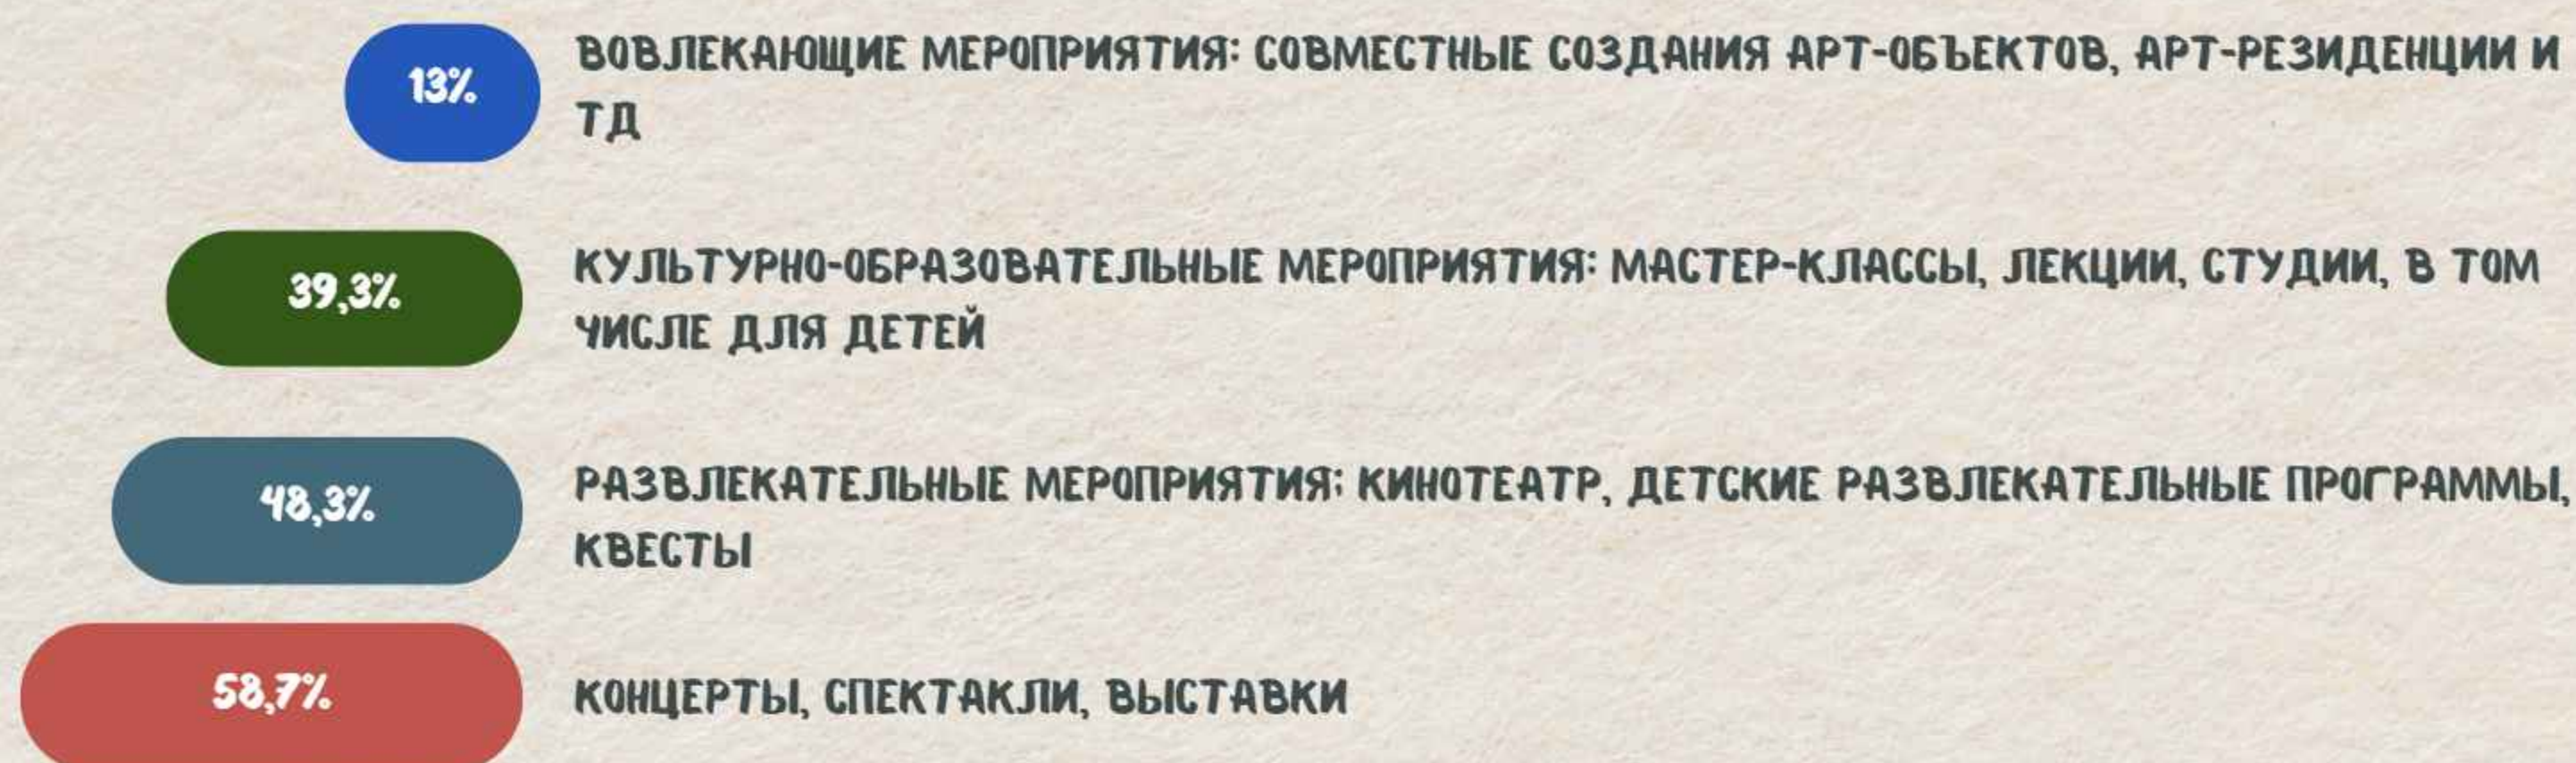 13%
ВОВЛЕКАЮЩИЕ МЕРОПРИЯТИЯ: СОВМЕСТНЫЕ СОЗДАНИЯ АРТ-ОБЪЕКТОВ, АРТ-РЕЗИДЕНЦИИ И
ТД
39,3%
КУЛЬТУРНО-ОБРАЗОВАТЕЛЬНЫЕ МЕРОПРИЯТИЯ: МАСТЕР-КЛАССЫ, ЛЕКЦИИ, СТУДИИ, В ТОМ
ЧИСЛЕ ДЛЯ ДЕТЕЙ
48,3%
РАЗВЛЕКАТЕЛЬНЫЕ МЕРОПРИЯТИЯ: КИНОТЕАТР, ДЕТСКИЕ РАЗВЛЕКАТЕЛЬНЫЕ ПРОГРАММЫ,
КВЕСТЫ
58,7%
КОНЦЕРТЫ, СПЕКТАКЛИ, ВЫСТАВКИ